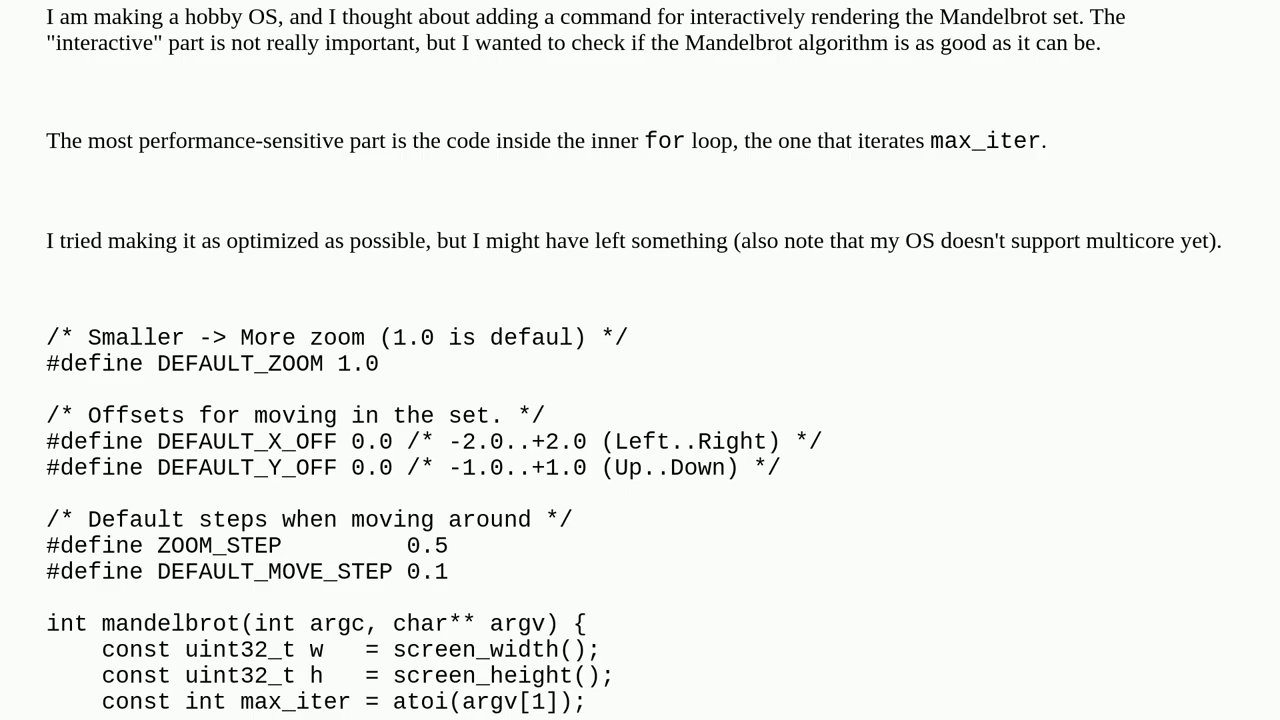 I am making a hobby OS, and I thought about adding a command for interactively rendering the Mandelbrot set. The
"interactive" part is not really important, but I wanted to check if the Mandelbrot algorithm is as good as it can be.
The most performance-sensitive part is the code inside the inner for loop, the one that iterates max_iter.
I tried making it as optimized as possible, but I might have left something (also note that my OS doesn't support multicore yet).
/* Smaller -> More zoom (1.0 is defaul) */
#define DEFAULT_ZOOM 1.0
/* Offsets for moving in the set. */
#define DEFAULT_X_OFF 0.0 /* -2.0..+2.0 (Left..Right) */
#define DEFAULT_Y_OFF 0.0 /* -1.0..+1.0 (Up..Down) */
/* Default steps when moving around */
#define ZOOM_STEP         0.5
#define DEFAULT_MOVE_STEP 0.1
int mandelbrot(int argc, char** argv) {
    const uint32_t w   = screen_width();
    const uint32_t h   = screen_height();
    const int max_iter = atoi(argv[1]);